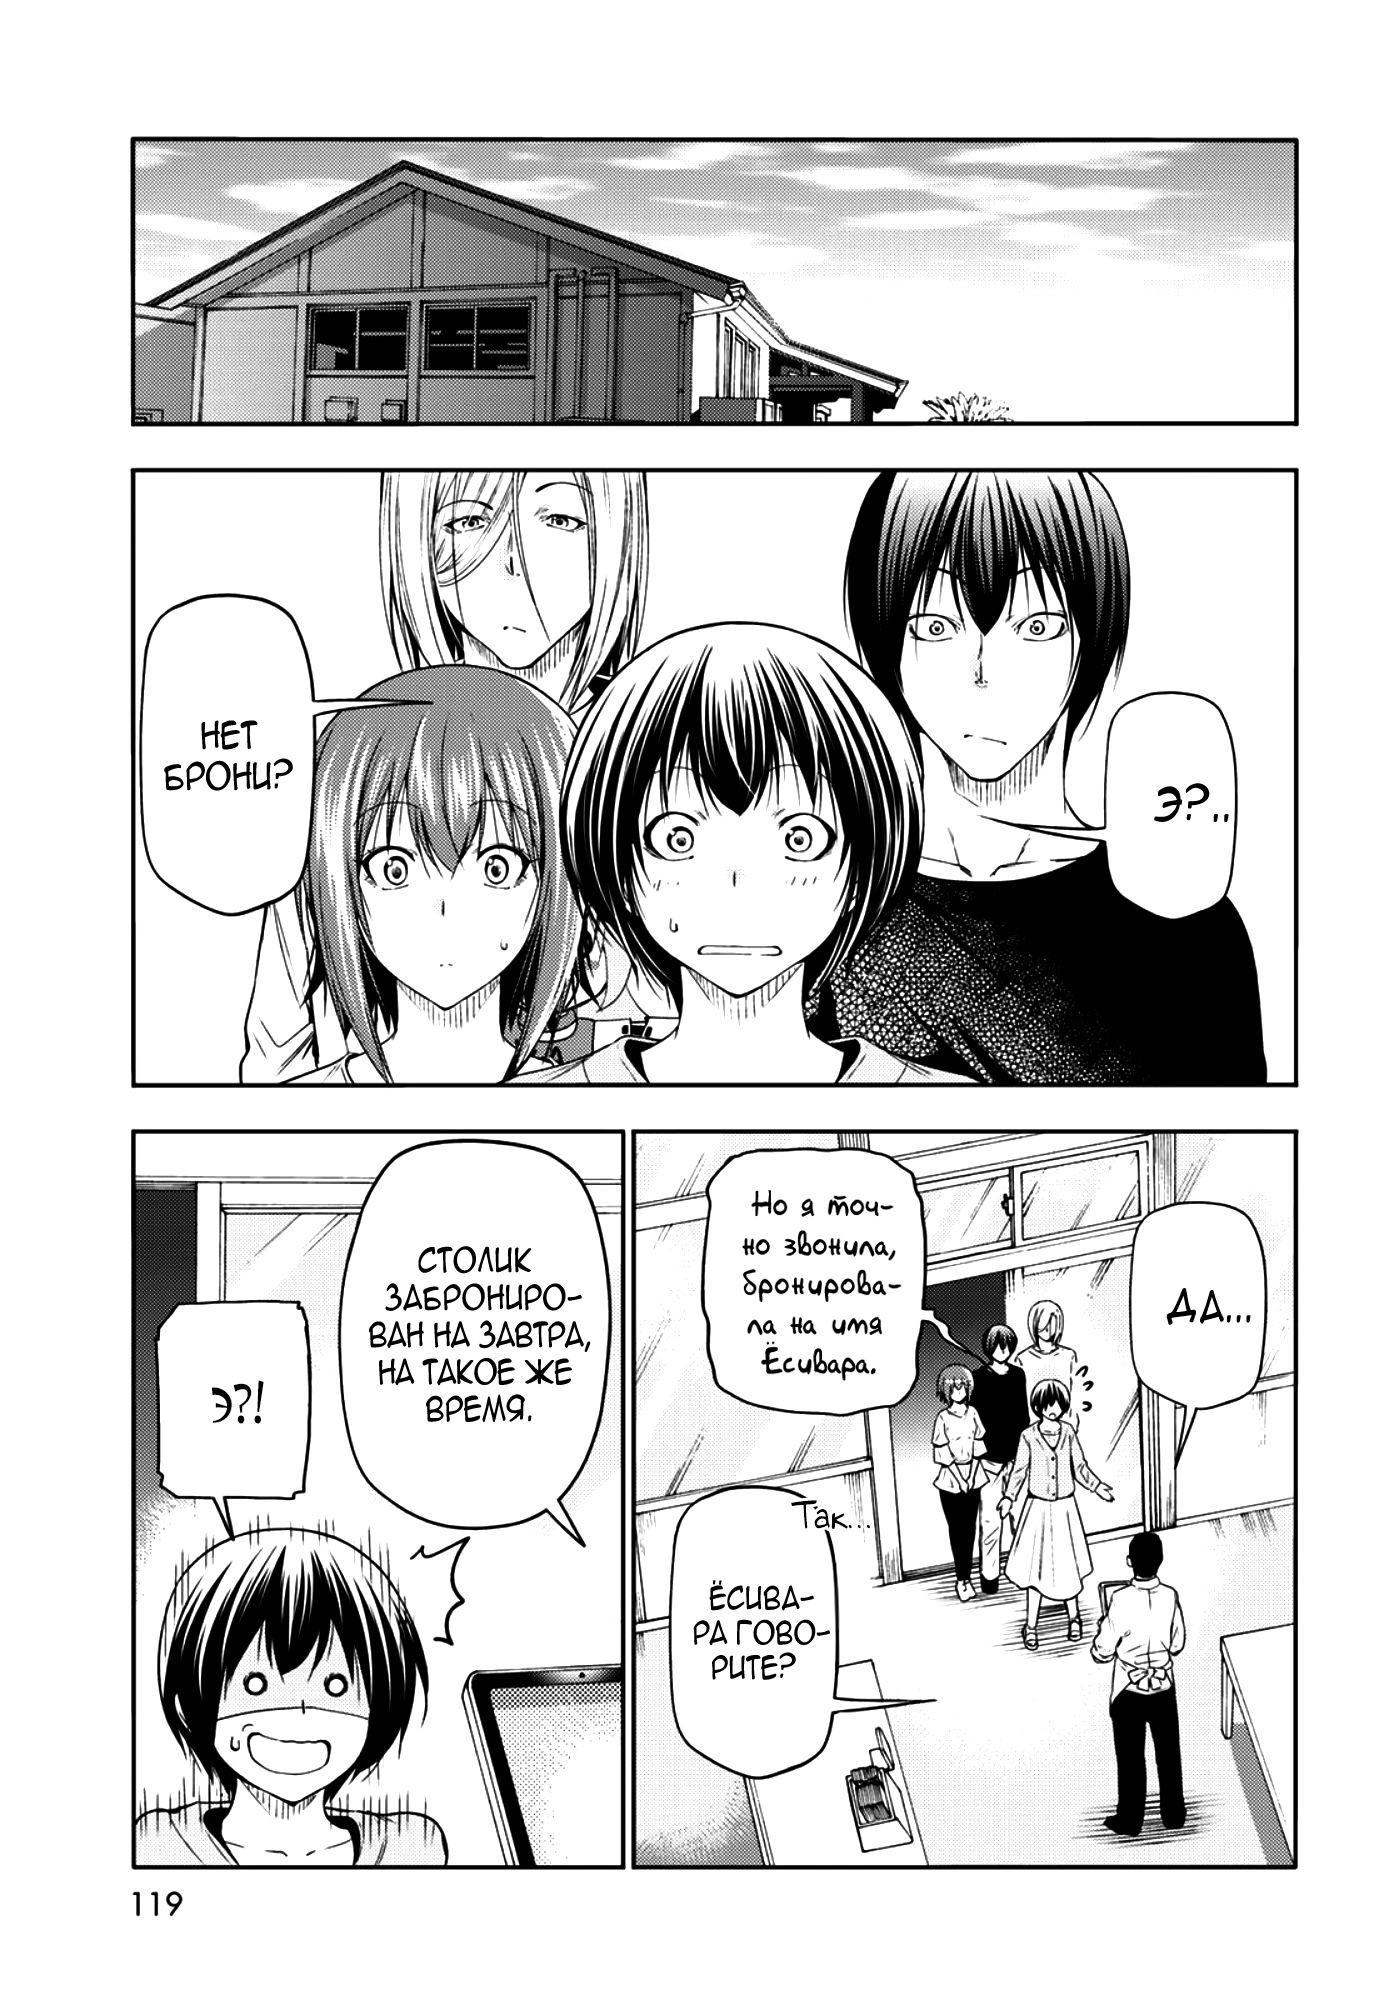 Э?..
НЕТ
БРОНИ?
ДА...
Но я точ-
но звонила,
бронирова-
ла на имя
Ёсивара.
Так...
ЁСИВА-
РА ГОВО-
РИТЕ?
СТОЛИК
ЗАБРОНИРО-
ВАН НА ЗАВТРА,
НА ТАКОЕ ЖЕ
ВРЕМЯ.
Э?!
119